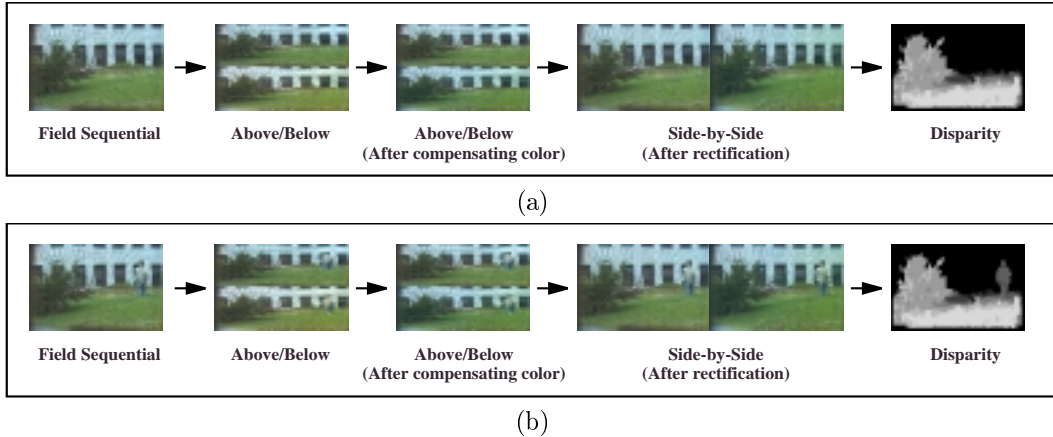 Field Sequential
Above/Below
Above/Below
(After compensating color)
Side-by-Side
(After rectification)
Disparity
(a)
Field Sequential
Above/Below
Above/Below
(After compensating color)
Side-by-Side
(After rectification)
Disparity
(b)